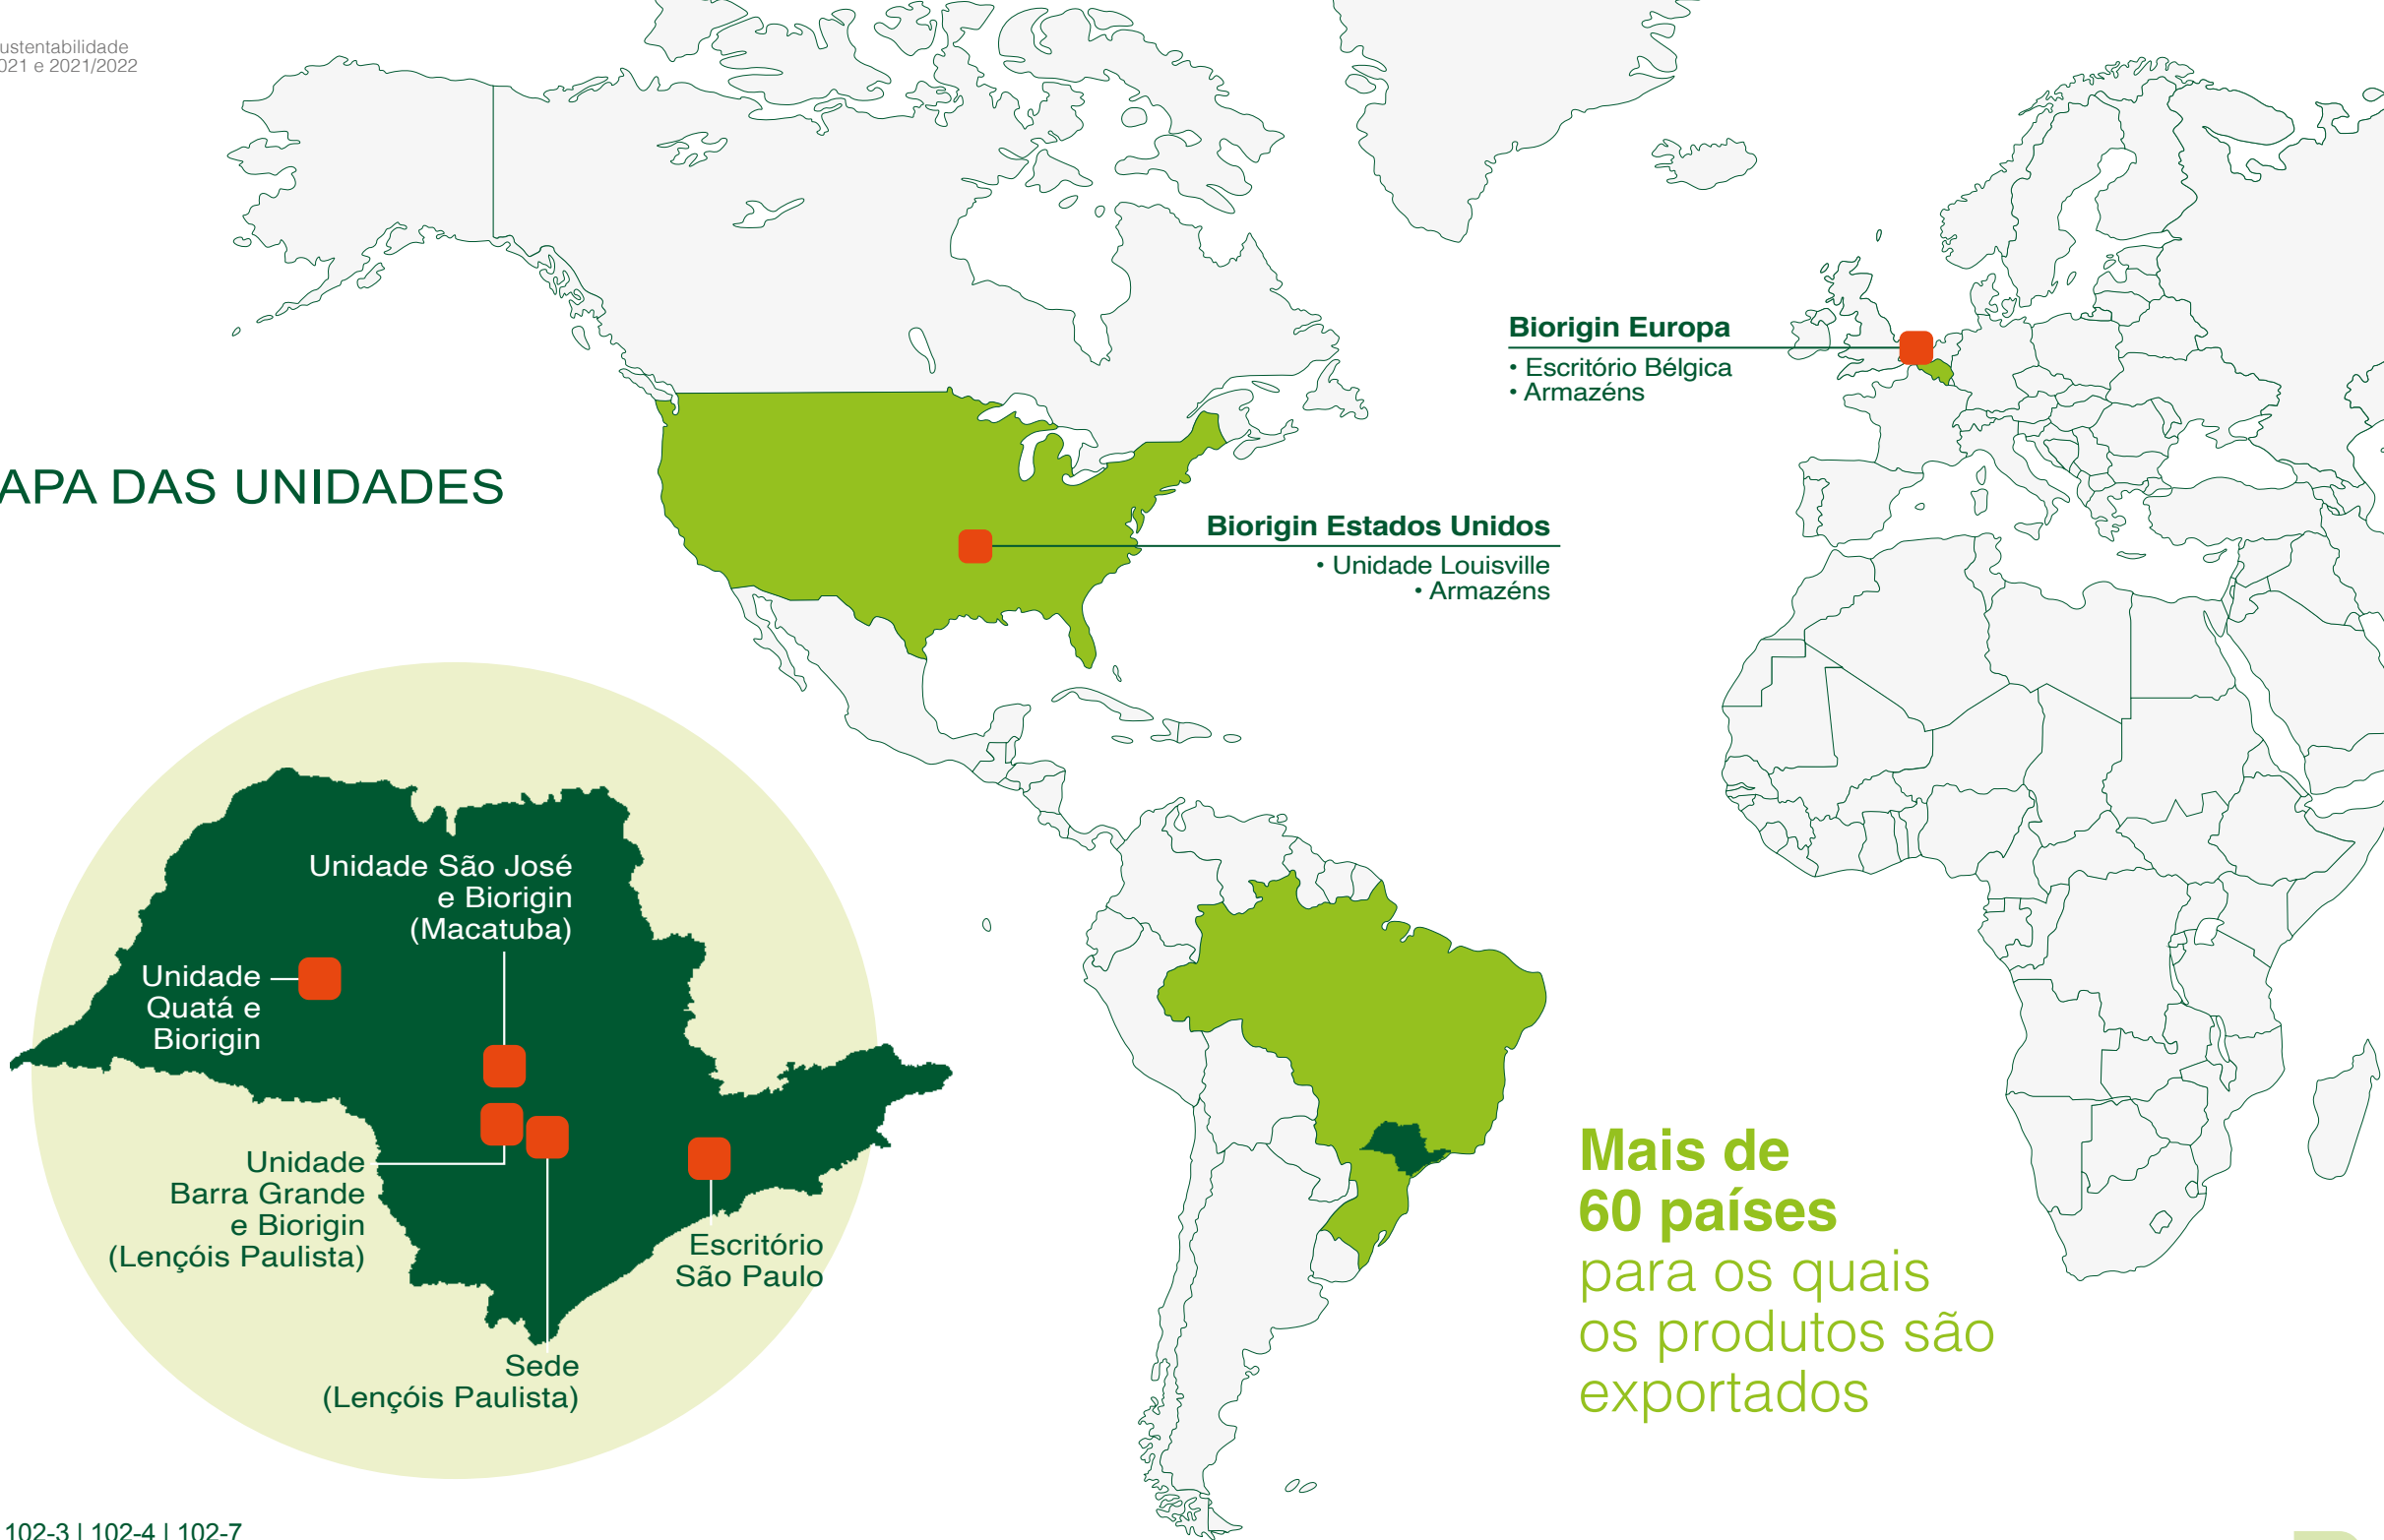 ustentabilidade
021 e 2021/2022
APA DAS UNIDADES
Biorigin Europa
• Escritório Bélgica
• Armazéns
Biorigin Estados Unidos
• Unidade Louisville
• Armazéns
Unidade São José
e Biorigin
(Macatuba)
Unidade
Quatá e
Biorigin
Unidade
Barra Grande
e Biorigin
(Lençóis Paulista)
Escritório
São Paulo
Sede
(Lençóis Paulista)
Mais de
60 países
para os quais
os produtos são
exportados
102-3 | 102-4 | 102-7